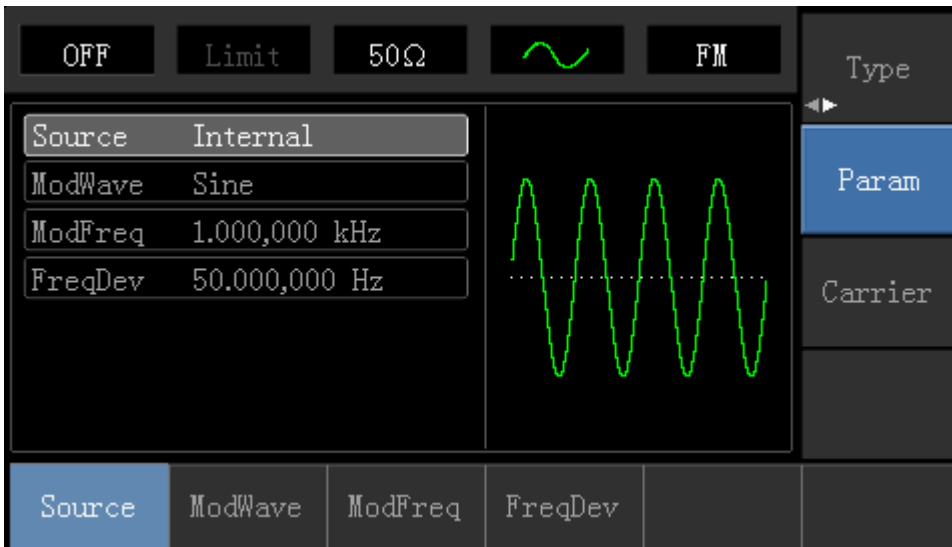 OFF Limit 50Ω FM
Type
Source Internal
ModWave Sine
Param
ModFreq 1.000,000 kHz
FreqDev 50.000,000 Hz
Carrier
Source ModWave ModFreq FreqDev